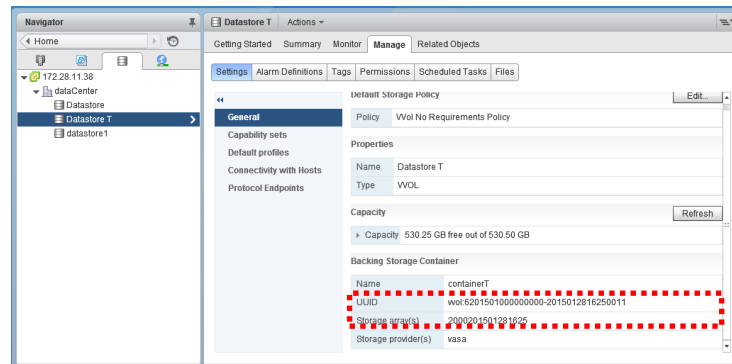 Navigator
Home
172.28.11.38
dataCenter
Datastore
Datastore T
datastore1
Datastore T Actions
Getting Started Summary Monitor Manage Related Objects
Settings Alarm Definitions Tags Permissions Scheduled Tasks Files
General
Capability sets
Default profiles
Connectivity with Hosts
Protocol Endpoints
Default Storage Policy Edit...
Policy VVol No Requirements Policy
Properties
Name Datastore T
Type VVOL
Capacity Refresh
Capacity 530.25 GB free out of 530.50 GB
Backing Storage Container
Name containerT
UUID vvol:6201501000000000-2015012816250011
Storage array(s) 2000201501281625
Storage provider(s) vasa